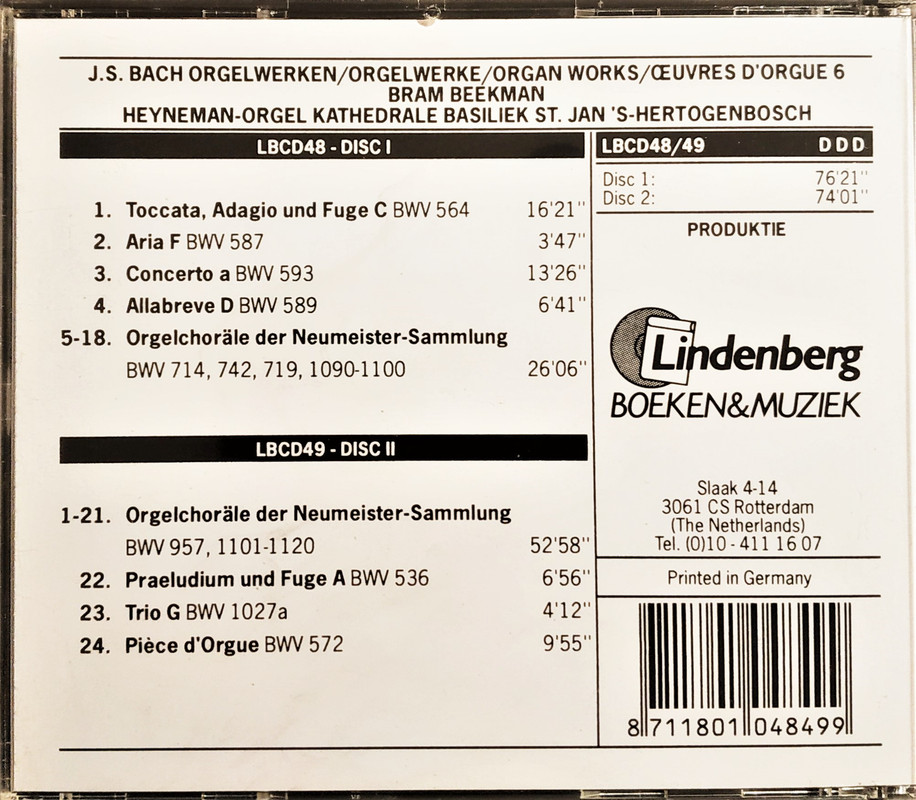 J.S. BACH ORGELWERKEN/ORGELWERKE/ORGAN WORKS/ŒUVRES D'ORGUE 6
BRAM BEEKMAN
HEYNEMAN-ORGEL KATHEDRALE BASILIEK ST. JAN 'S-HERTOGENBOSCH
LBCD48 - DISC I
1. Toccata, Adagio und Fuge C BWV 564 16'21"
2. Aria F BWV 587 3'47"
3. Concerto a BWV 593 13'26"
4. Allabreve D BWV 589 6'41"
5-18. Orgelchoräle der Neumeister-Sammlung
BWV 714, 742, 719, 1090-1100 26'06"
LBCD49 - DISC II
1-21. Orgelchoräle der Neumeister-Sammlung
BWV 957, 1101-1120 52'58"
22. Praeludium und Fuge A BWV 536 6'56"
23. Trio G BWV 1027a 4'12"
24. Pièce d'Orgue BWV 572 9'55"
LBCD48/49 DDD
Disc 1: 76'21"
Disc 2: 74'01"
PRODUKTIE
Lindenberg
BOEKEN&MUZIEK
Slaak 4-14
3061 CS Rotterdam
(The Netherlands)
Tel. (0)10 - 411 16 07
Printed in Germany
8 711801 048499